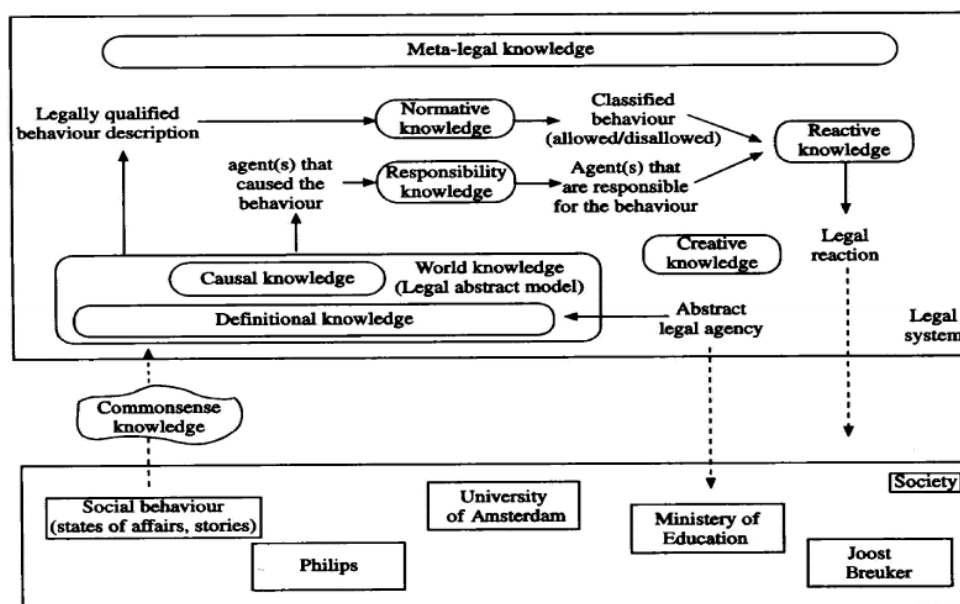 Meta-legal knowledge
Legally qualified
behaviour description
Normative
knowledge
Classified
behaviour
(allowed/disallowed)
Reactive
knowledge
agent(s) that
caused the
behaviour
Responsibility
knowledge
Agent(s) that
are responsible
for the behaviour
Creative
knowledge
Legal
reaction
Causal knowledge
World knowledge
(Legal abstract model)
Definitional knowledge
Abstract
legal agency
Legal
system
Commonsense
knowledge
Society
Social behaviour
(states of affairs, stories)
University
of Amsterdam
Ministery of
Education
Philips
Joost
Breuker